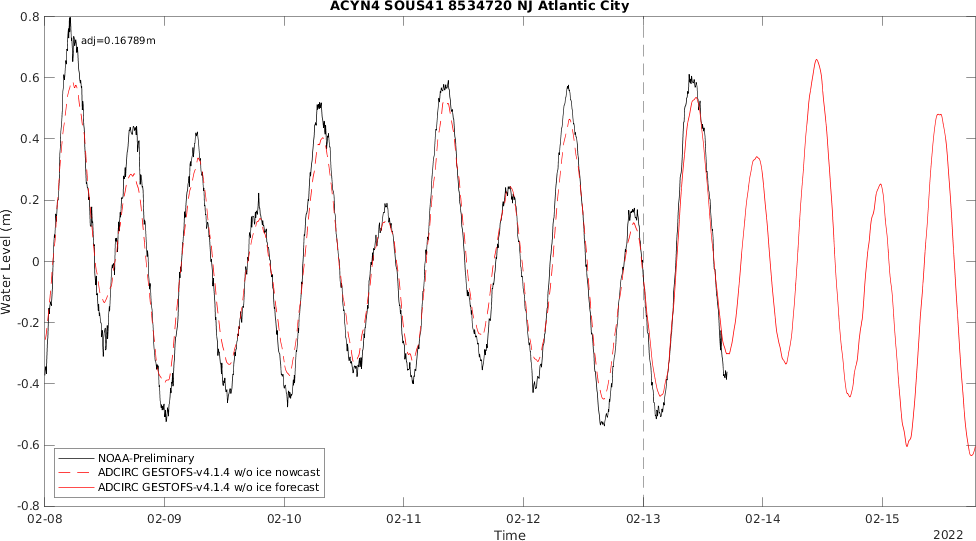 ACYN4 SOUS41 8534720 NJ Atlantic City
adj=0.16789m
0.8
0.6
0.4
0.2
0
-0.2
-0.4
-0.6
-0.8
Water Level (m)
NOAA-Preliminary
ADCIRC GESTOFS-v4.1.4 w/o ice nowcast
ADCIRC GESTOFS-v4.1.4 w/o ice forecast
02-08 02-09 02-10 02-11 02-12 02-13 02-14 02-15
Time
2022